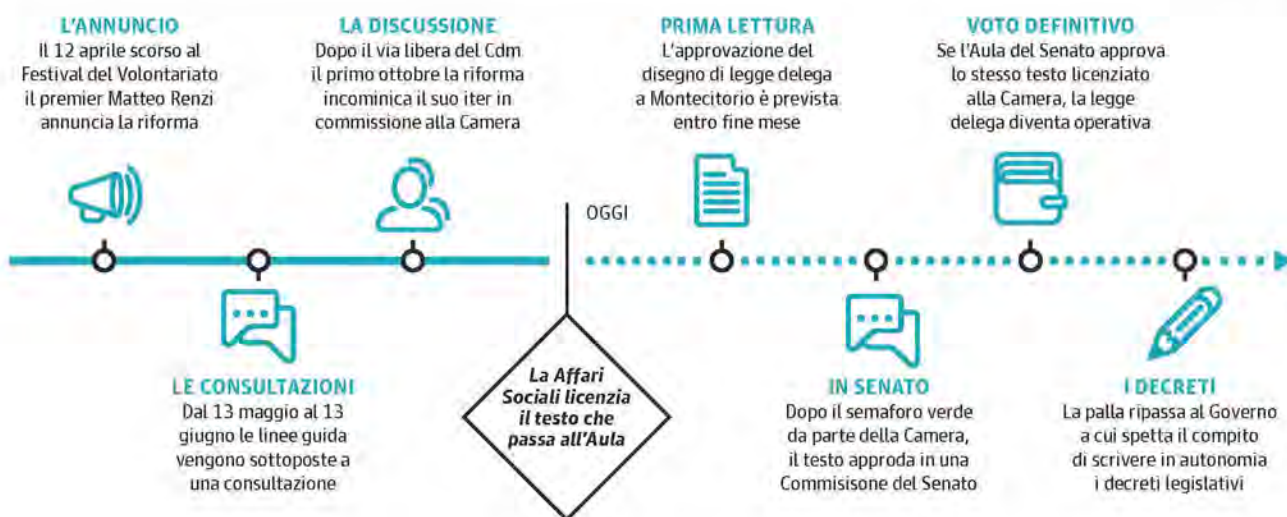 L'ANNUNCIO
Il 12 aprile scorso al
Festival del Volontariato
il premier Matteo Renzi
annuncia la riforma
LE CONSULTAZIONI
Dal 13 maggio al 13
giugno le linee guida
vengono sottoposte a
una consultazione
LA DISCUSSIONE
Dopo il via libera del Cdm
il primo ottobre la riforma
incominica il suo iter in
commissione alla Camera
OGGI
La Affari
Sociali licenzia
il testo che
passa all'Aula
PRIMA LETTURA
L'approvazione del
disegno di legge delega
a Montecitorio è prevista
entro fine mese
IN SENATO
Dopo il semaforo verde
da parte della Camera,
il testo approda in una
Commisisone del Senato
VOTO DEFINITIVO
Se l'Aula del Senato approva
lo stesso testo licenziato
alla Camera, la legge
delega diventa operativa
I DECRETI
La palla ripassa al Governo
a cui spetta il compito
di scrivere in autonomia
i decreti legislativi